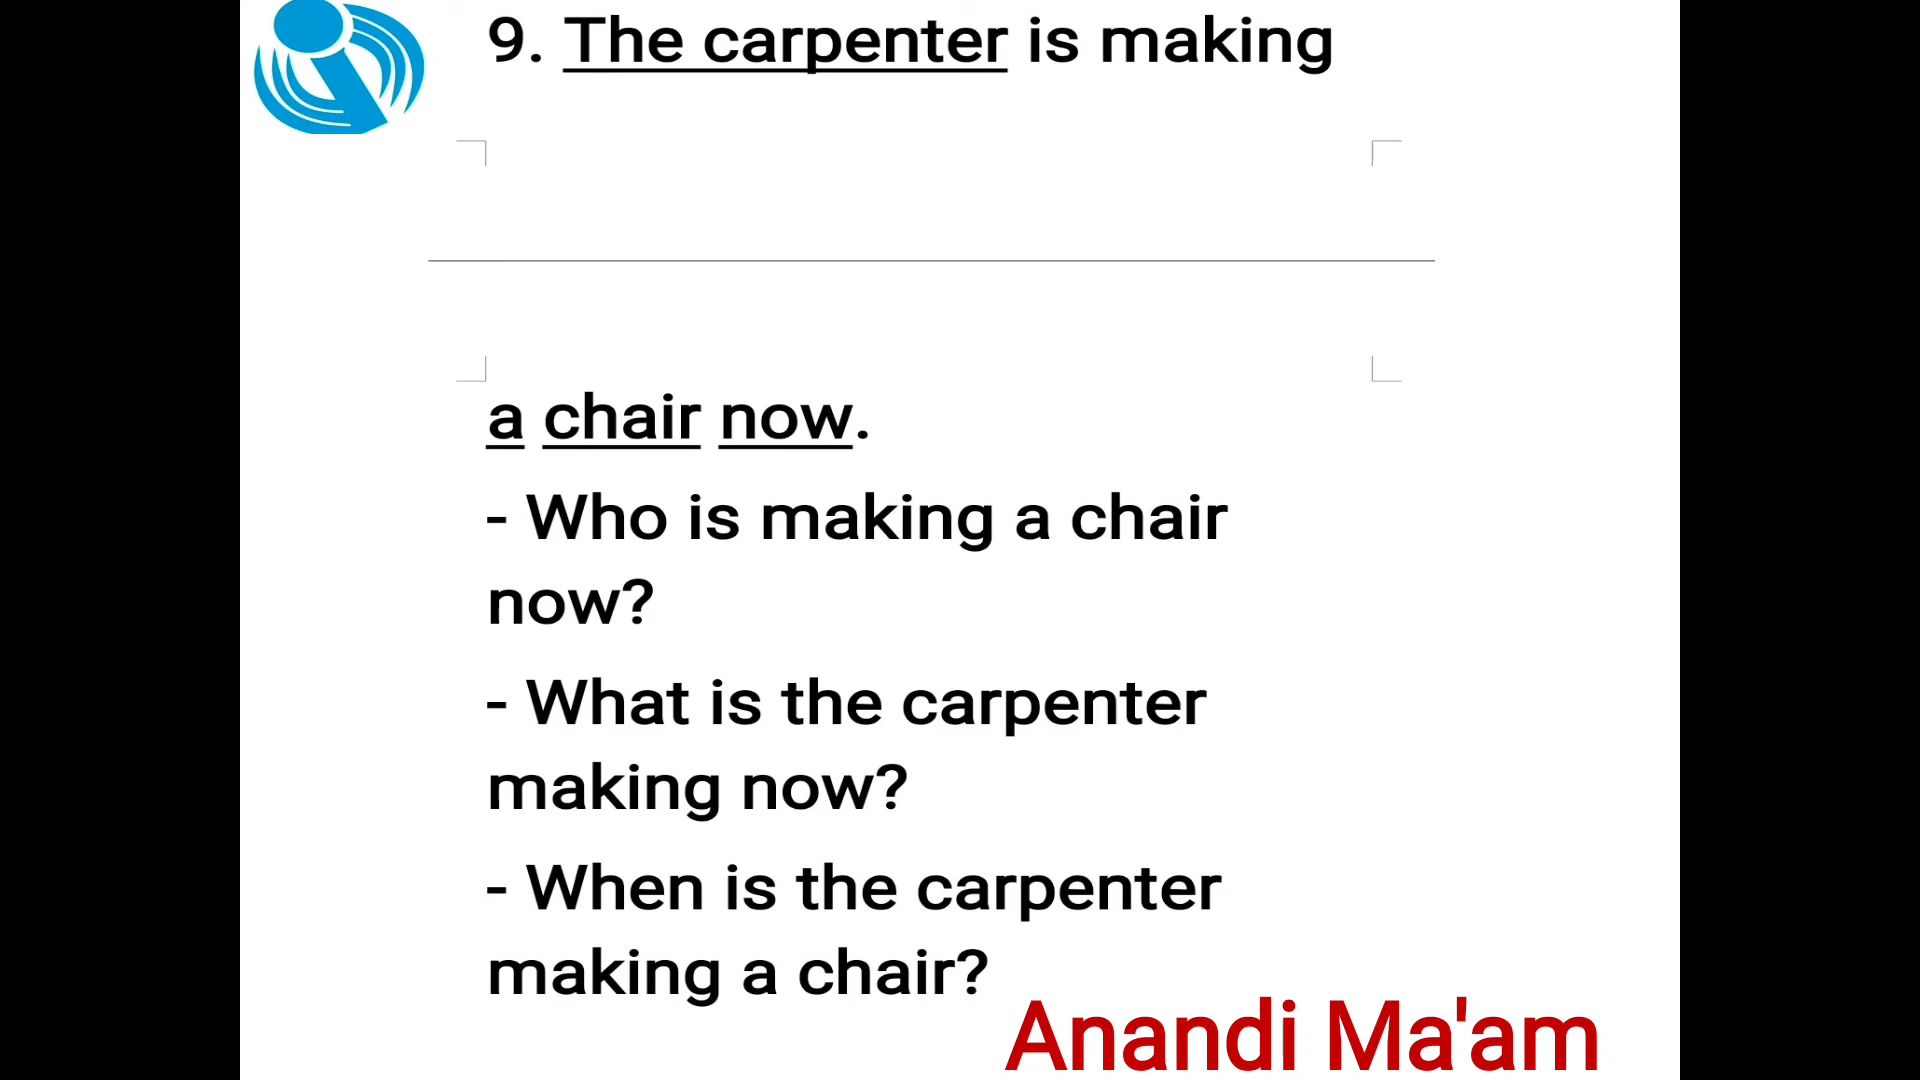 9. The carpenter is making
a chair now.
- Who is making a chair
now?
- What is the carpenter
making now?
- When is the carpenter
making a chair?
Anandi Ma'am